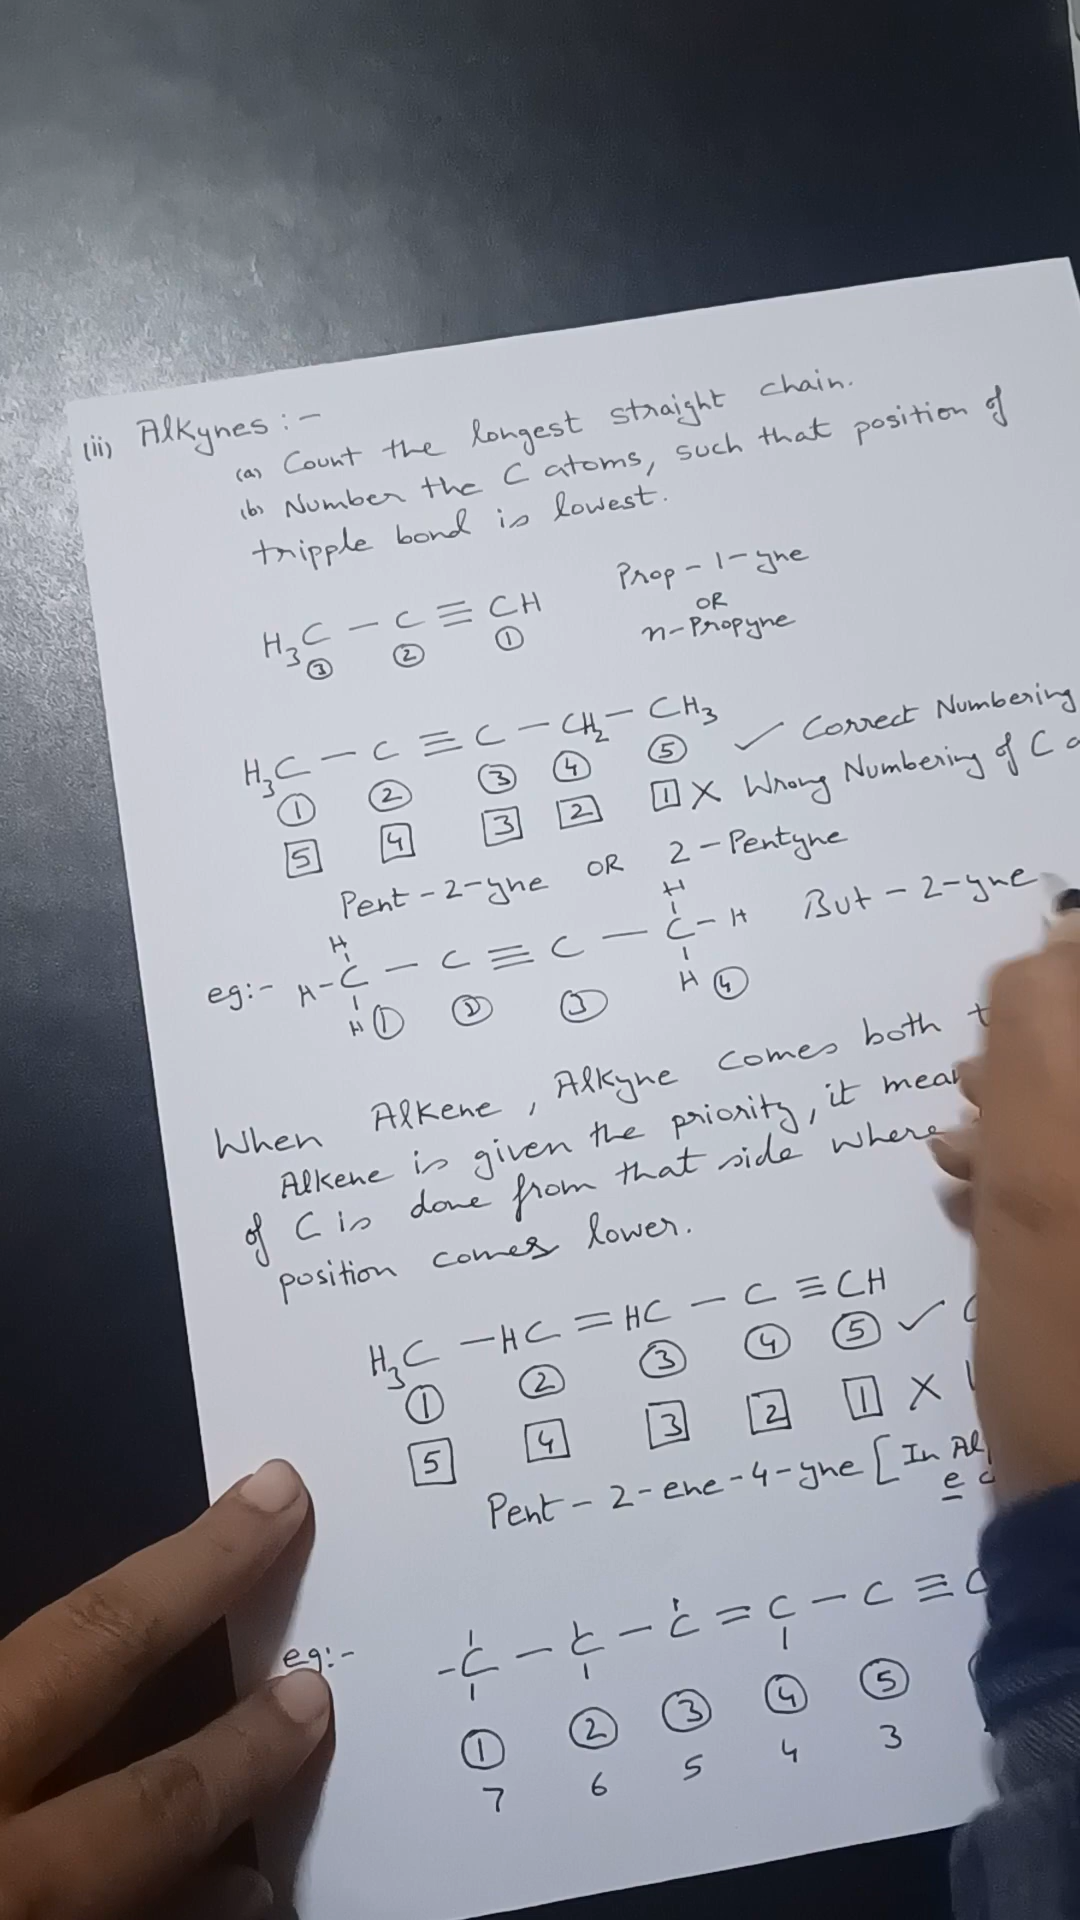 (ii) Alkynes :-
(a) Count the longest straight chain.
(b) Number the C atoms, such that position of
tripple bond is lowest.
H₃C - C ≡ CH Prop-1-yne
③ ② ① OR
n-Propyne
H₃C - C ≡ C - CH₂ - CH₃
① ② ③ ④ ⑤ ✓ Correct Numbering
5 4 3 2 1 X Wrong Numbering of C
Pent-2-yne OR 2-Pentyne
H H
eg:- H-C - C ≡ C - C-H But-2-yne
H H
① ② ③ ④
When Alkene, Alkyne comes both
Alkene is given the priority, it
of C is done from that side where
position comes lower.
H₃C - HC = HC - C ≡ CH
① ② ③ ④ ⑤ ✓
5 4 3 2 1 X
Pent-2-ene-4-yne [In
e
eg:- -C - C - C = C - C ≡ C
① ② ③ ④ ⑤
7 6 5 4 3